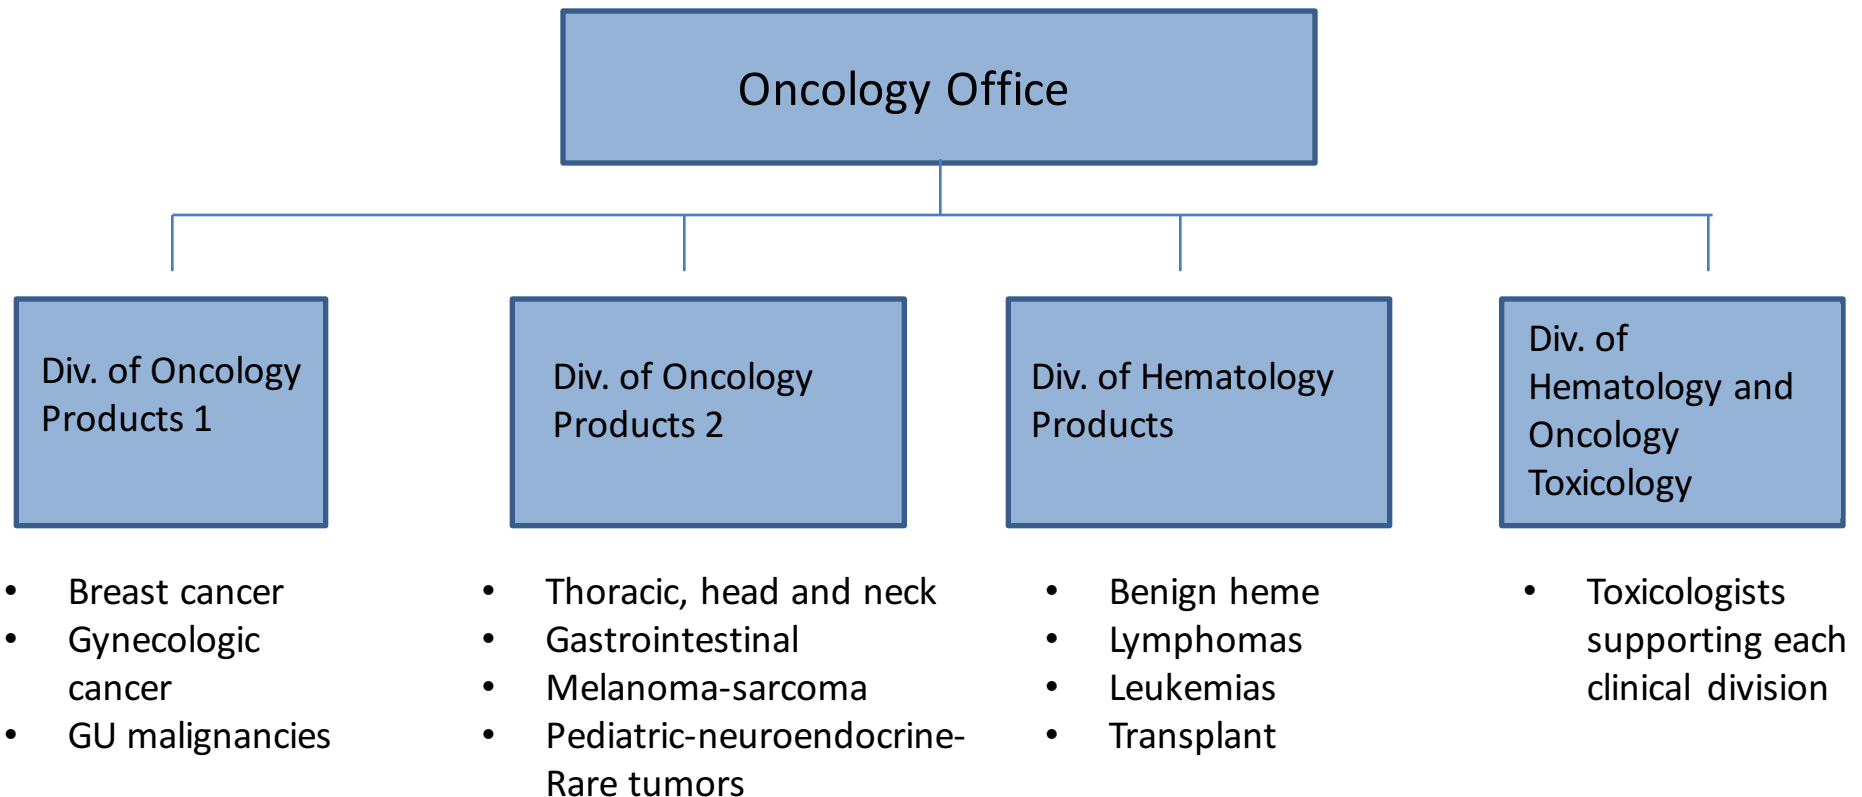 Oncology Office
Div. of Oncology
Products 1
Div. of Oncology
Products 2
Div. of Hematology
Products
Div. of
Hematology and
Oncology
Toxicology
• Breast cancer
• Gynecologic
cancer
• GU malignancies
• Thoracic, head and neck
• Gastrointestinal
• Melanoma-sarcoma
• Pediatric-neuroendocrine-
Rare tumors
• Benign heme
• Lymphomas
• Leukemias
• Transplant
• Toxicologists
supporting each
clinical division